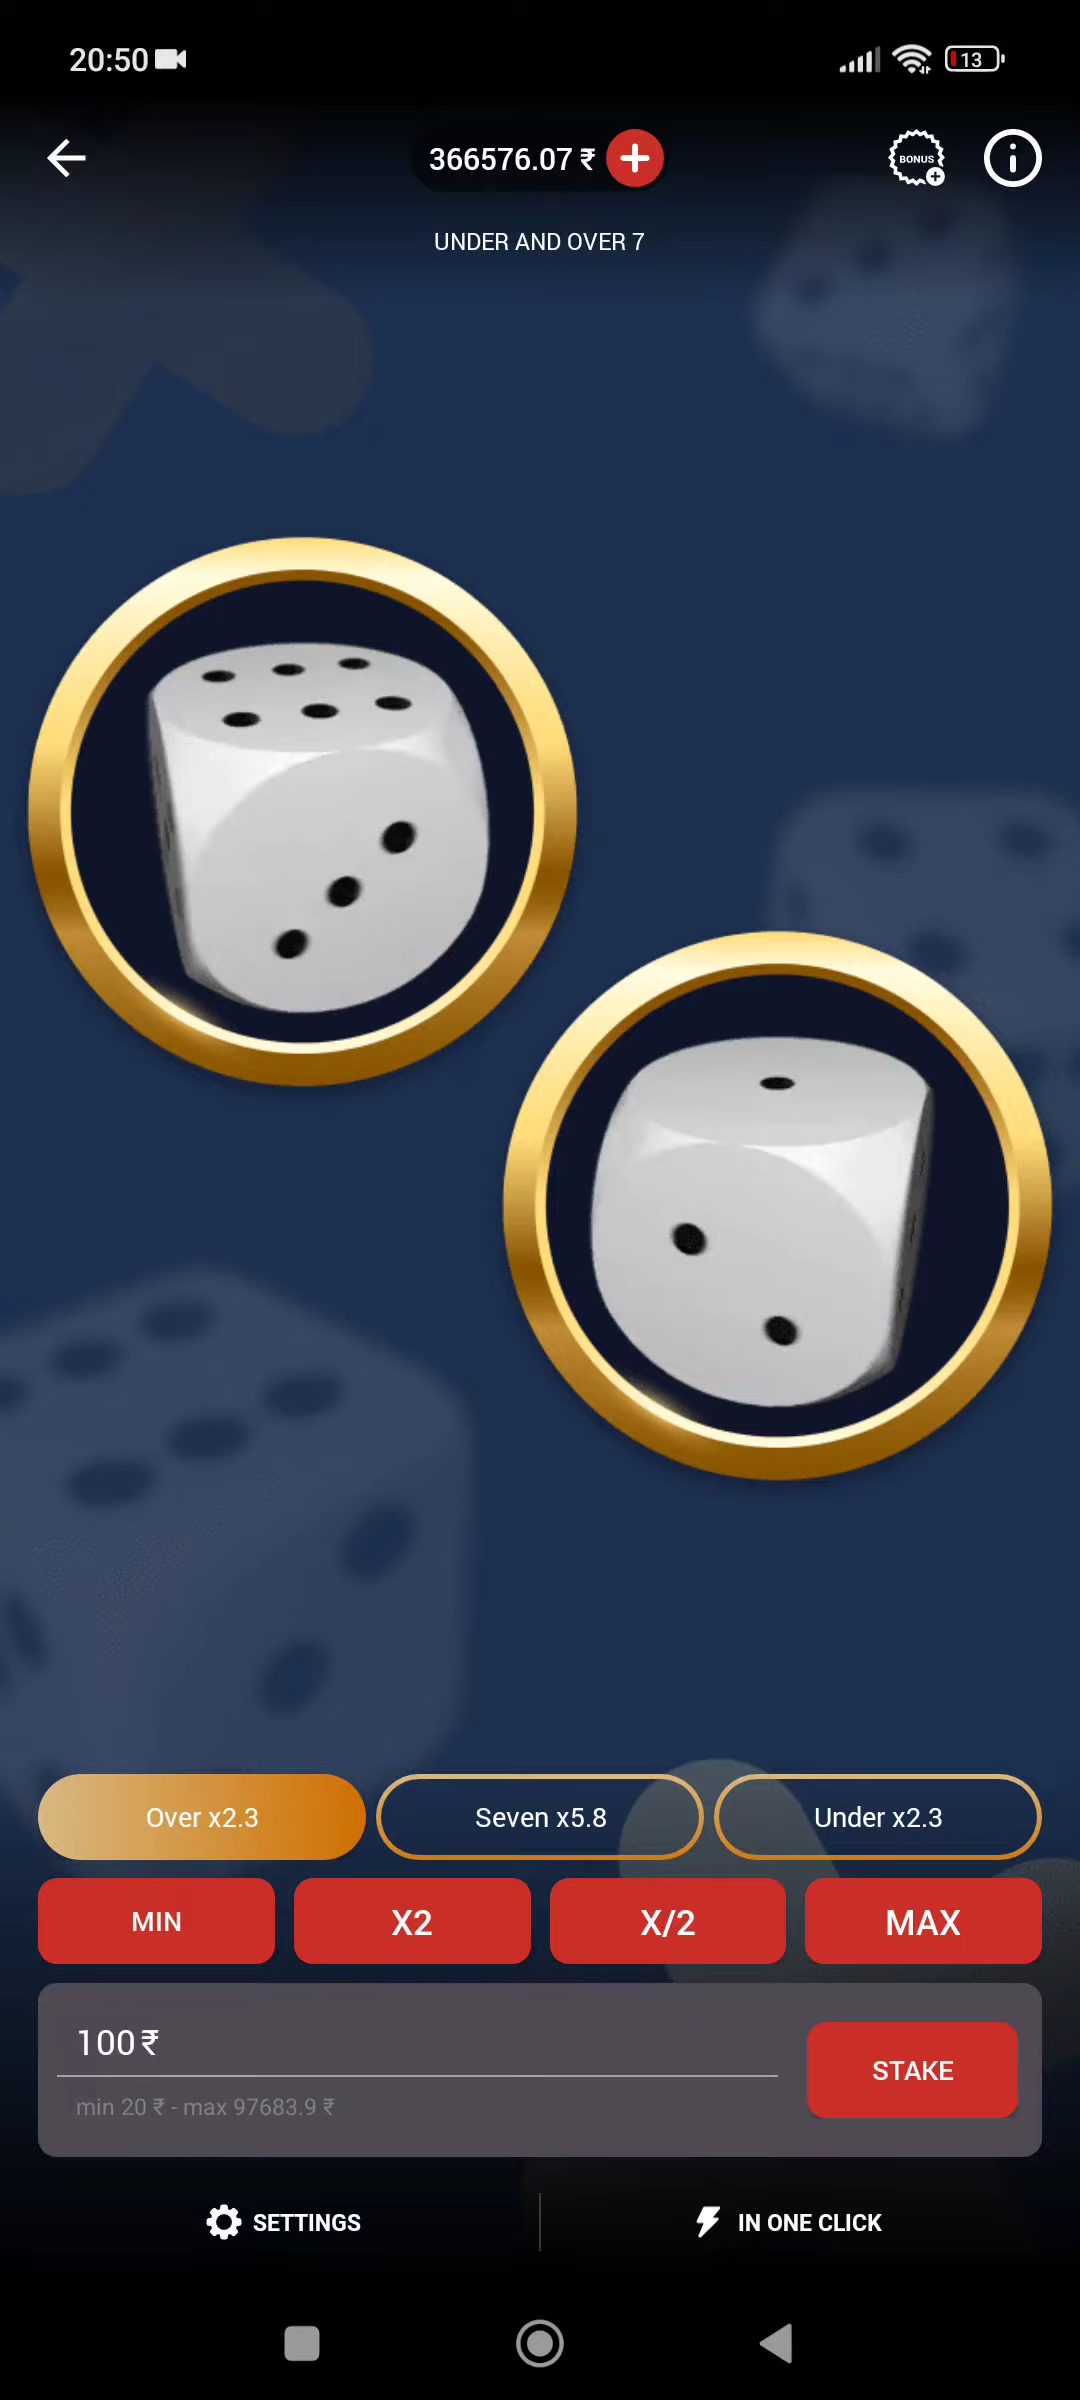 20:50
13
366576.07 ₹
BONUS
UNDER AND OVER 7
Over x2.3
Seven x5.8
Under x2.3
MIN
X2
X/2
MAX
100 ₹
STAKE
min 20 ₹ - max 97683.9 ₹
SETTINGS
IN ONE CLICK